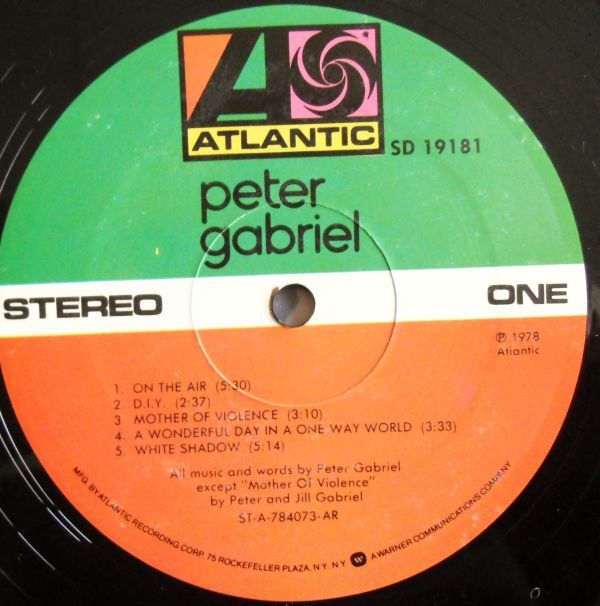 ATLANTIC
SD 19181
peter
gabriel
STEREO
ONE
℗ 1978
Atlantic
1. ON THE AIR (5:30)
2. D.I.Y. (2:37)
3 MOTHER OF VIOLENCE (3:10)
4. A WONDERFUL DAY IN A ONE WAY WORLD (3:33)
5. WHITE SHADOW (5:14)
All music and words by Peter Gabriel
except "Mother Of Violence"
by Peter and Jill Gabriel
ST-A-784073-AR
MFG. BY ATLANTIC RECORDING CORP. 75 ROCKEFELLER PLAZA, N.Y. N.Y. W A WARNER COMMUNICATIONS COMPANY